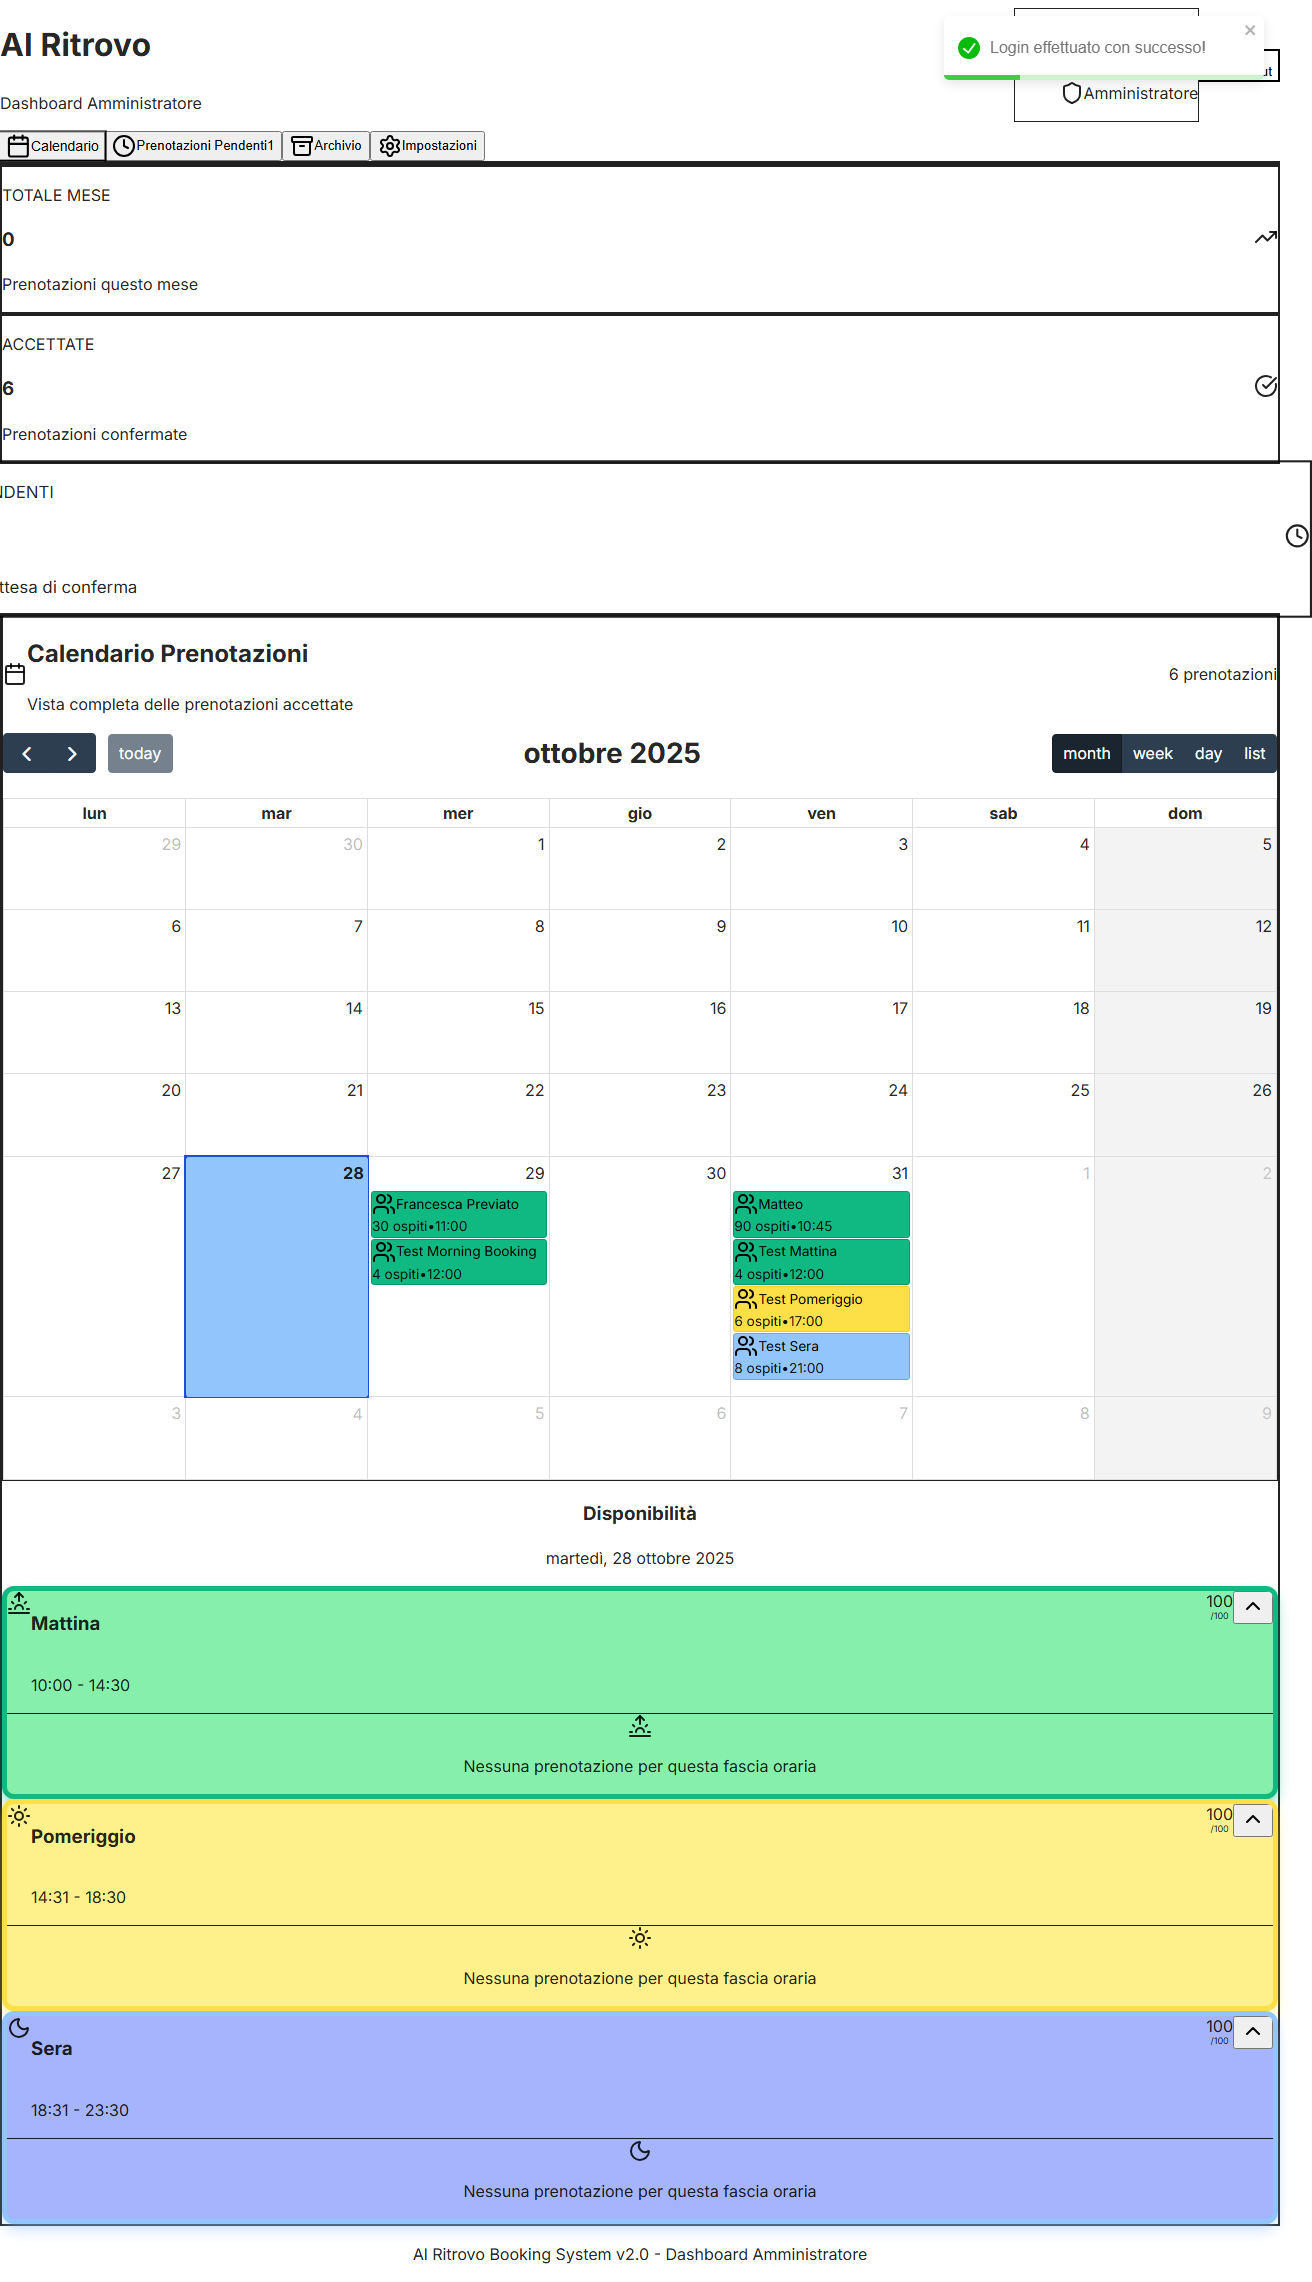 Al Ritrovo
Login effettuato con successo!
ut
Dashboard Amministratore
Amministratore
Calendario
Prenotazioni Pendenti1
Archivio
Impostazioni
TOTALE MESE
0
Prenotazioni questo mese
ACCETTATE
6
Prenotazioni confermate
NDENTI
ttesa di conferma
Calendario Prenotazioni
6 prenotazioni
Vista completa delle prenotazioni accettate
today
ottobre 2025
month week day list
lun mar mer gio ven sab dom
29 30 1 2 3 4 5
6 7 8 9 10 11 12
13 14 15 16 17 18 19
20 21 22 23 24 25 26
27 28 29 30 31 1 2
Francesca Previato
30 ospiti•11:00
Test Morning Booking
4 ospiti•12:00
Matteo
90 ospiti•10:45
Test Mattina
4 ospiti•12:00
Test Pomeriggio
6 ospiti•17:00
Test Sera
8 ospiti•21:00
3 4 5 6 7 8 9
Disponibilità
martedì, 28 ottobre 2025
Mattina
100
/100
10:00 - 14:30
Nessuna prenotazione per questa fascia oraria
Pomeriggio
100
/100
14:31 - 18:30
Nessuna prenotazione per questa fascia oraria
Sera
100
/100
18:31 - 23:30
Nessuna prenotazione per questa fascia oraria
Al Ritrovo Booking System v2.0 - Dashboard Amministratore